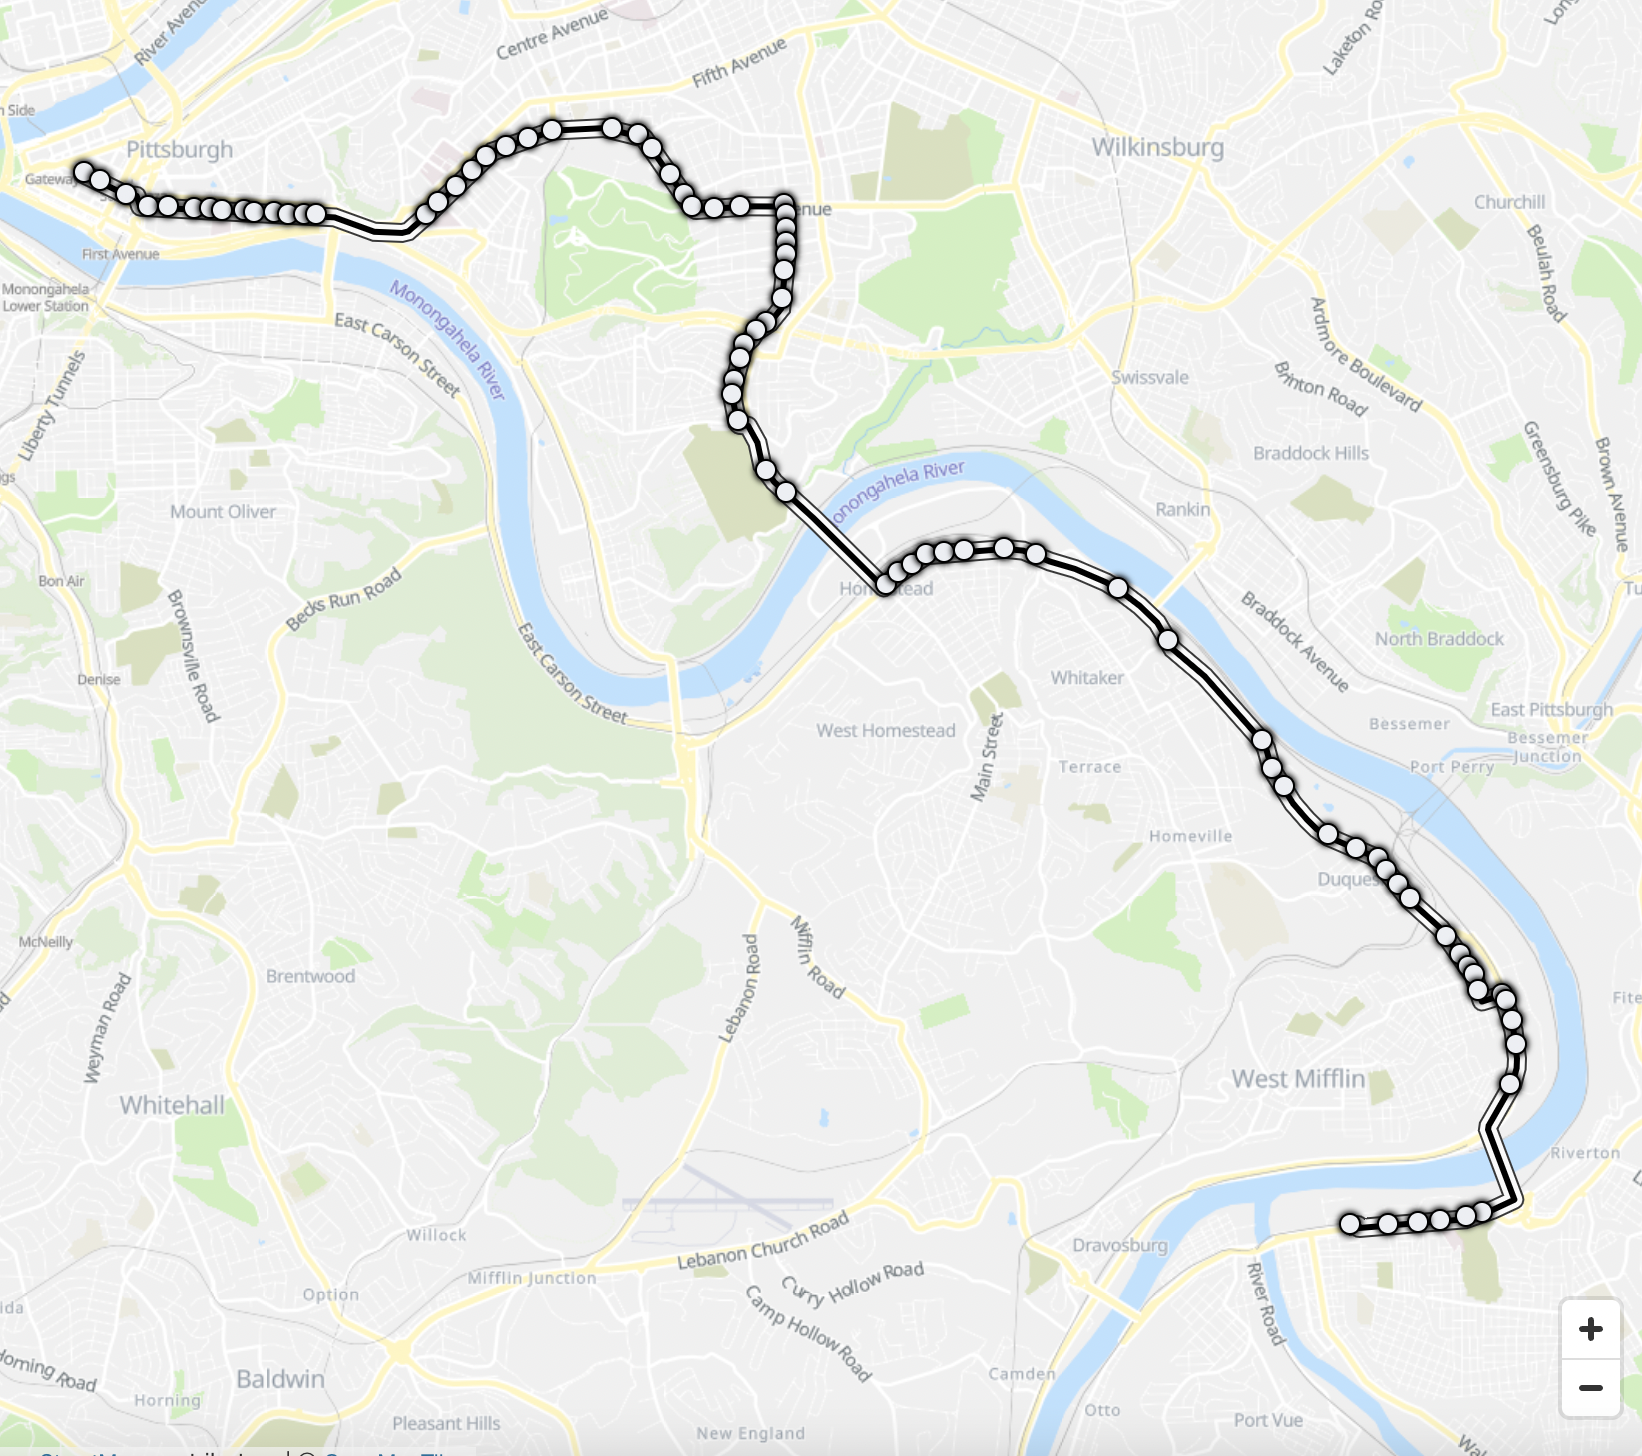 River Avenue
Centre Avenue
Fifth Avenue
Laketon Ro
n Side
Pittsburgh
Wilkinsburg
Gateway
Churchill
enue
First Avenue
Beulah Road
Monongahela
Lower Station
Monongahela River
East Carson Street
Ardmore Boulevard
Liberty Tunnels
Swissvale
Brinton Road
Greensburg Pike
Brown Avenue
Braddock Hills
onongahela River
Mount Oliver
Rankin
Bon Air
Becks Run Road
Homestead
Brownsville Road
Braddock Avenue
North Braddock
East Carson Street
Denise
Whitaker
West Homestead
Main Street
East Pittsburgh
Bessemer
Bessemer
Junction
Terrace
Port Perry
Homeville
Duques
McNeilly
Mifflin Road
Lebanon Road
Brentwood
Weyman Road
West Mifflin
Whitehall
Riverton
Willock
Lebanon Church Road
Dravosburg
Mifflin Junction
Curry Hollow Road
Option
River Road
Camp Hollow Road
Horning Road
Baldwin
Camden
Horning
Otto
Pleasant Hills
Port Vue
New England
+
−